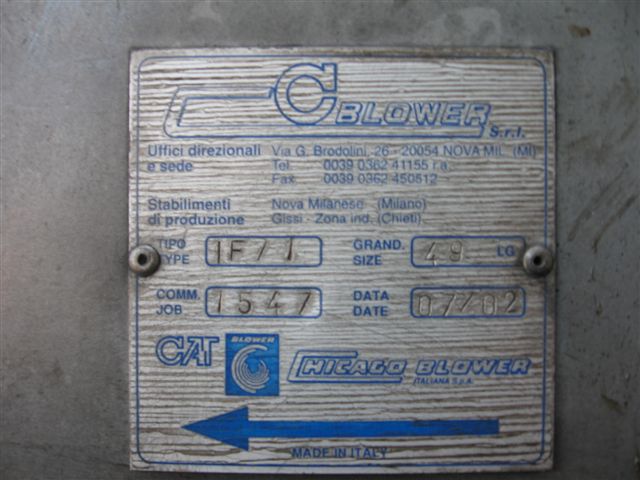 C BLOWER S.r.l.
Uffici direzionali e sede Via G. Brodolini, 26 - 20054 NOVA MIL. (MI)
Tel. 0039 0362 41155 r.a.
Fax. 0039 0362 450512
Stabilimenti di produzione Nova Milanese. (Milano)
Gissi - Zona ind. (Chieti)
TIPO TYPE 1F/1 GRAND. SIZE 49 LG
COMM. JOB 1547 DATA DATE 07/02
CAT BLOWER CHICAGO BLOWER
ITALIANA S.p.A.
MADE IN ITALY